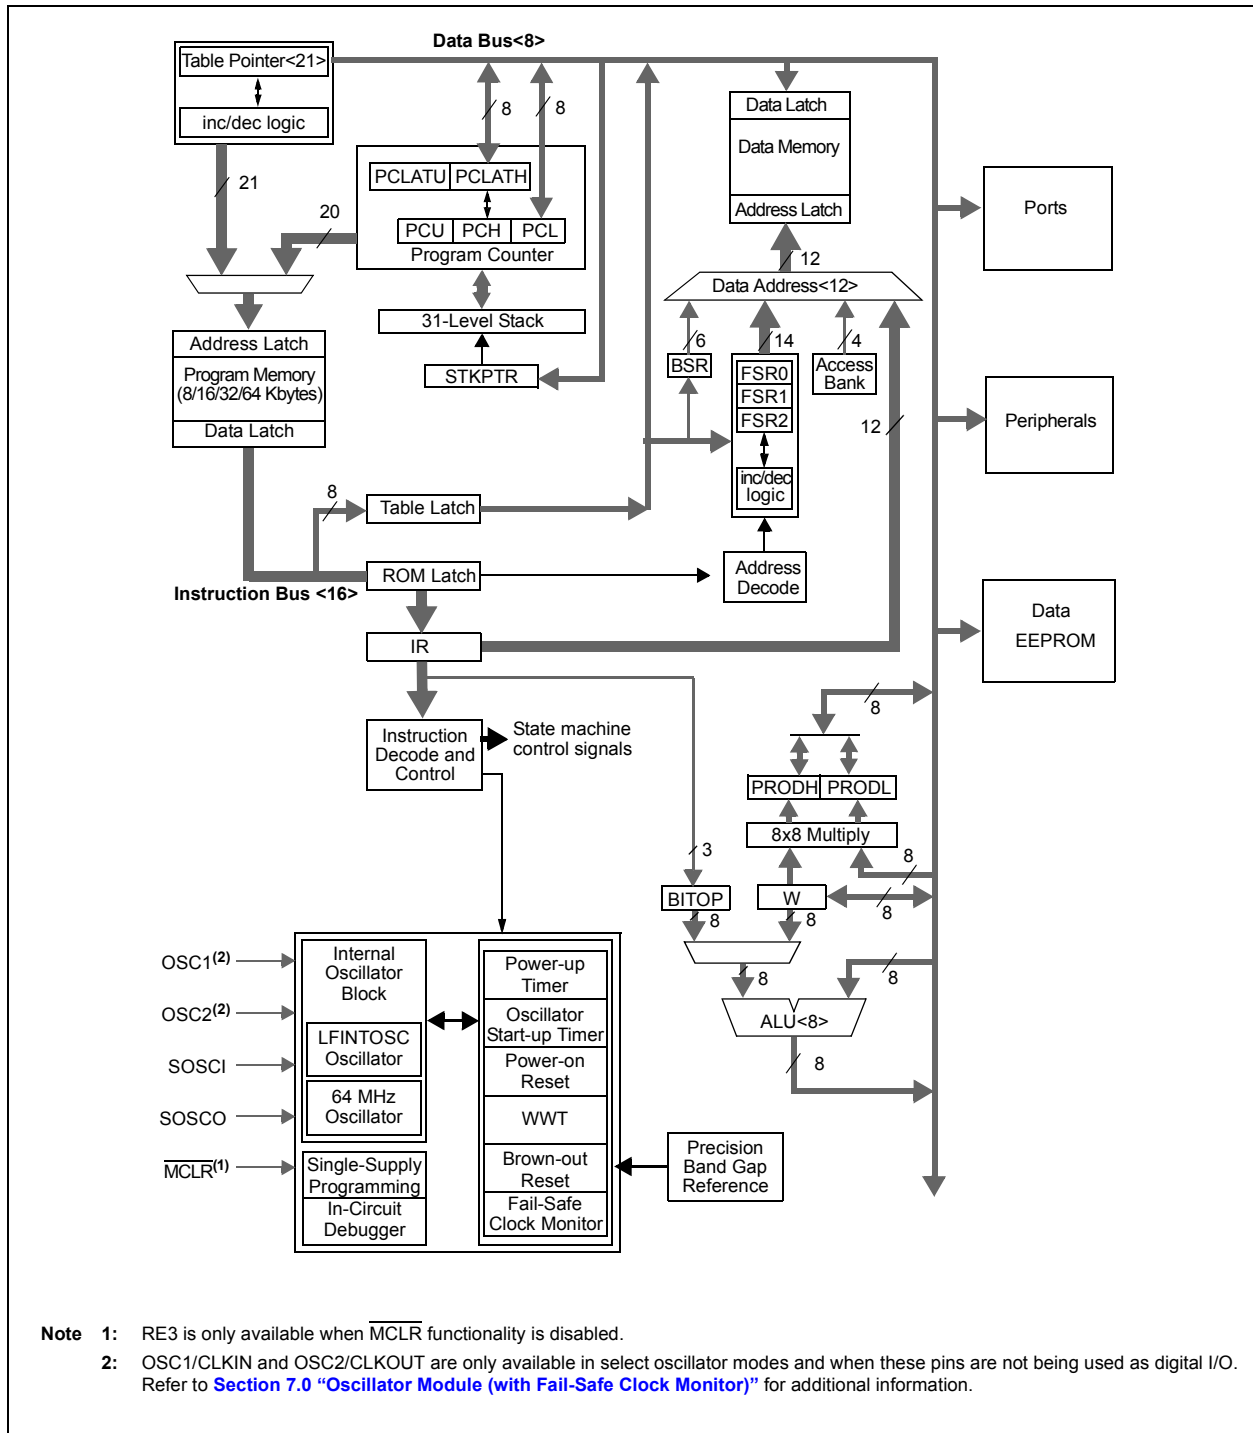 Data Bus<8>
Table Pointer<21>
inc/dec logic
21
20
8
8
PCLATU
PCLATH
PCU
PCH
PCL
Program Counter
31-Level Stack
STKPTR
Address Latch
Program Memory
(8/16/32/64 Kbytes)
Data Latch
8
Table Latch
ROM Latch
Instruction Bus <16>
IR
Instruction
Decode and
Control
State machine
control signals
Data Latch
Data Memory
Address Latch
12
Data Address<12>
6
14
4
BSR
FSR0
FSR1
FSR2
inc/dec
logic
Access
Bank
12
Address
Decode
Ports
Peripherals
Data
EEPROM
8
PRODH
PRODL
8x8 Multiply
3
8
BITOP
W
8
8
8
8
8
ALU<8>
8
OSC1(2)
OSC2(2)
SOSCI
SOSCO
MCLR(1)
Internal
Oscillator
Block
LFINTOSC
Oscillator
64 MHz
Oscillator
Single-Supply
Programming
In-Circuit
Debugger
Power-up
Timer
Oscillator
Start-up Timer
Power-on
Reset
WWT
Brown-out
Reset
Fail-Safe
Clock Monitor
Precision
Band Gap
Reference
Note 1: RE3 is only available when MCLR functionality is disabled.
2: OSC1/CLKIN and OSC2/CLKOUT are only available in select oscillator modes and when these pins are not being used as digital I/O.
Refer to Section 7.0 “Oscillator Module (with Fail-Safe Clock Monitor)” for additional information.